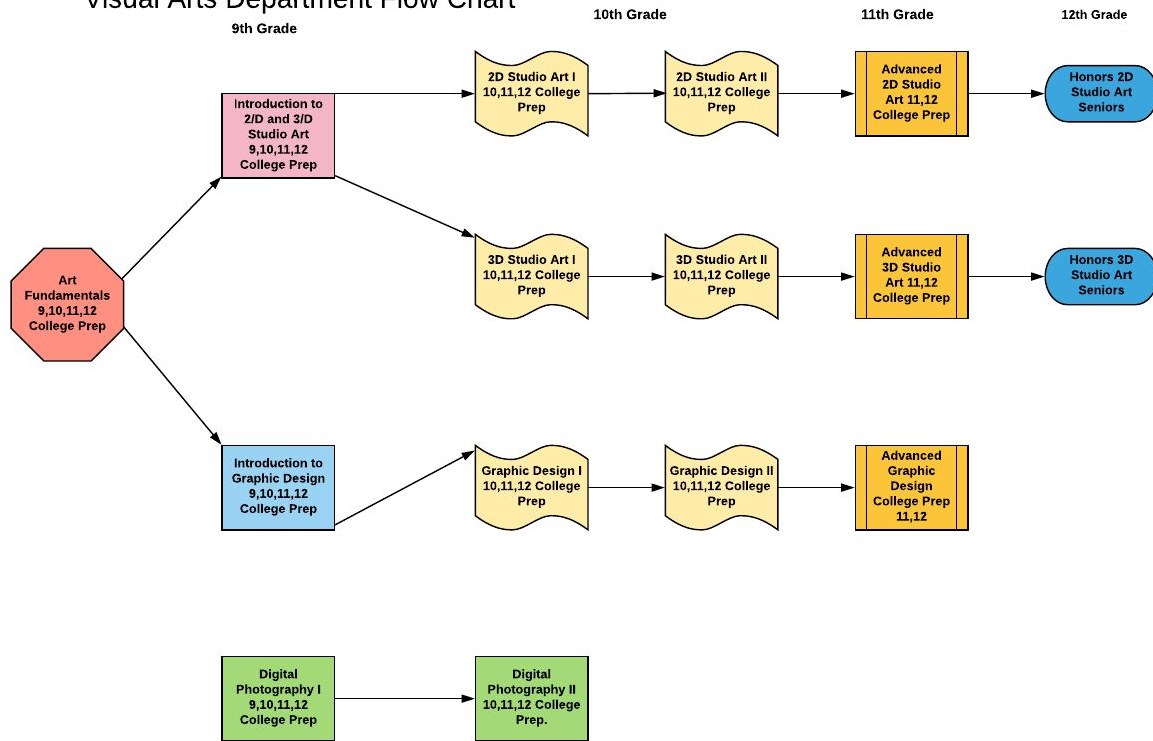 Visual Arts Department Flow Chart
9th Grade
10th Grade
11th Grade
12th Grade
Introduction to
2/D and 3/D
Studio Art
9,10,11,12
College Prep
2D Studio Art I
10,11,12 College
Prep
2D Studio Art II
10,11,12 College
Prep
Advanced
2D Studio
Art 11,12
College Prep
Honors 2D
Studio Art
Seniors
Art
Fundamentals
9,10,11,12
College Prep
3D Studio Art I
10,11,12 College
Prep
3D Studio Art II
10,11,12 College
Prep
Advanced
3D Studio
Art 11,12
College Prep
Honors 3D
Studio Art
Seniors
Introduction to
Graphic Design
9,10,11,12
College Prep
Graphic Design I
10,11,12 College
Prep
Graphic Design II
10,11,12 College
Prep
Advanced
Graphic
Design
College Prep
11,12
Digital
Photography I
9,10,11,12
College Prep
Digital
Photography II
10,11,12 College
Prep.